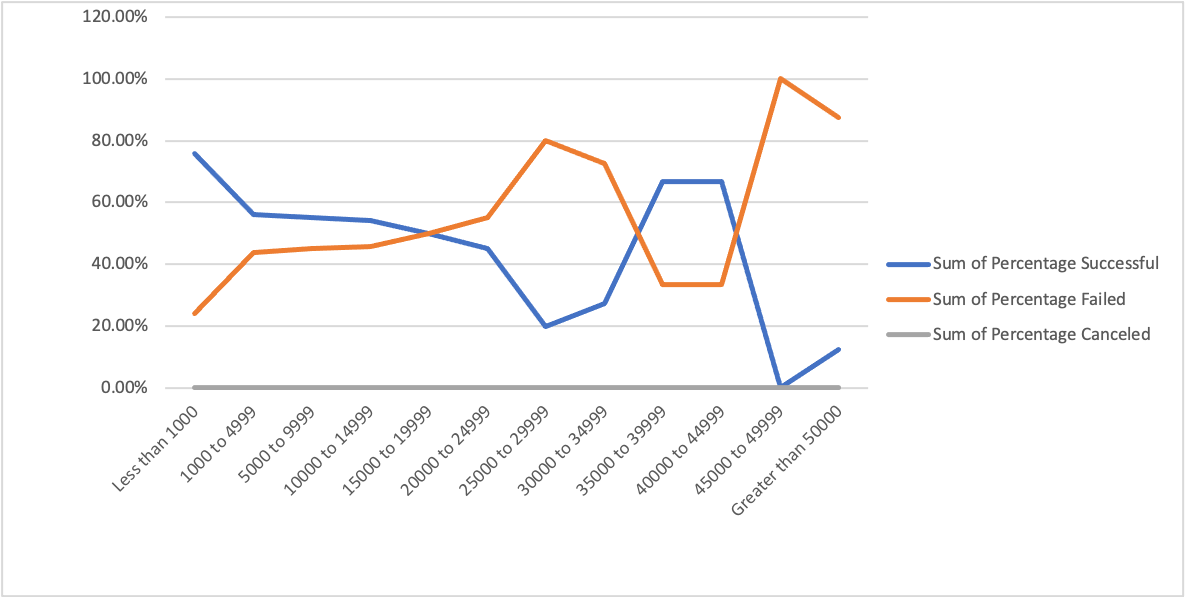 120.00%
100.00%
80.00%
60.00%
40.00%
20.00%
0.00%
Less than 1000
1000 to 4999
5000 to 9999
10000 to 14999
15000 to 19999
20000 to 24999
25000 to 29999
30000 to 34999
35000 to 39999
40000 to 44999
45000 to 49999
Greater than 50000
Sum of Percentage Successful
Sum of Percentage Failed
Sum of Percentage Canceled